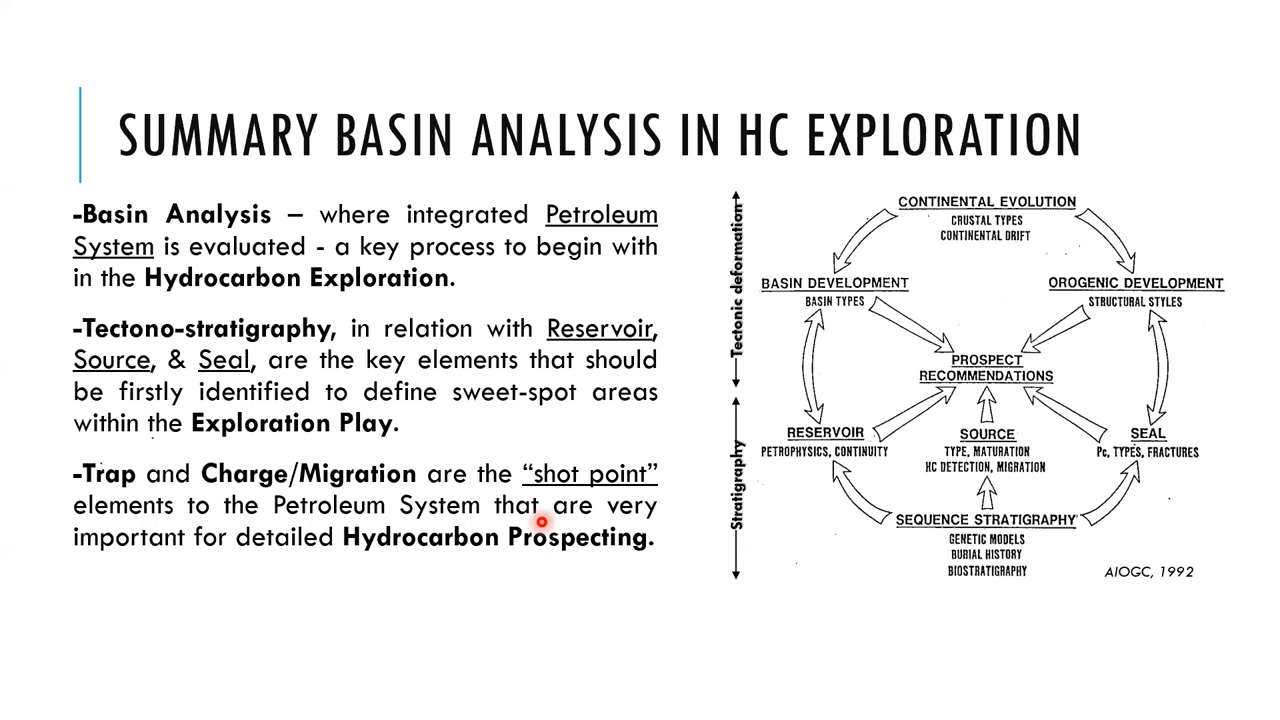 SUMMARY BASIN ANALYSIS IN HC EXPLORATION
-Basin Analysis – where integrated Petroleum
System is evaluated - a key process to begin with
in the Hydrocarbon Exploration.
-Tectono-stratigraphy, in relation with Reservoir,
Source, & Seal, are the key elements that should
be firstly identified to define sweet-spot areas
within the Exploration Play.
-Trap and Charge/Migration are the “shot point”
elements to the Petroleum System that are very
important for detailed Hydrocarbon Prospecting.
Tectonic deformation
Stratigraphy
CONTINENTAL EVOLUTION
CRUSTAL TYPES
CONTINENTAL DRIFT
BASIN DEVELOPMENT
BASIN TYPES
OROGENIC DEVELOPMENT
STRUCTURAL STYLES
PROSPECT
RECOMMENDATIONS
RESERVOIR
PETROPHYSICS, CONTINUITY
SOURCE
TYPE, MATURATION
HC DETECTION, MIGRATION
SEAL
Pc, TYPES, FRACTURES
SEQUENCE STRATIGRAPHY
GENETIC MODELS
BURIAL HISTORY
BIOSTRATIGRAPHY
AIOGC, 1992